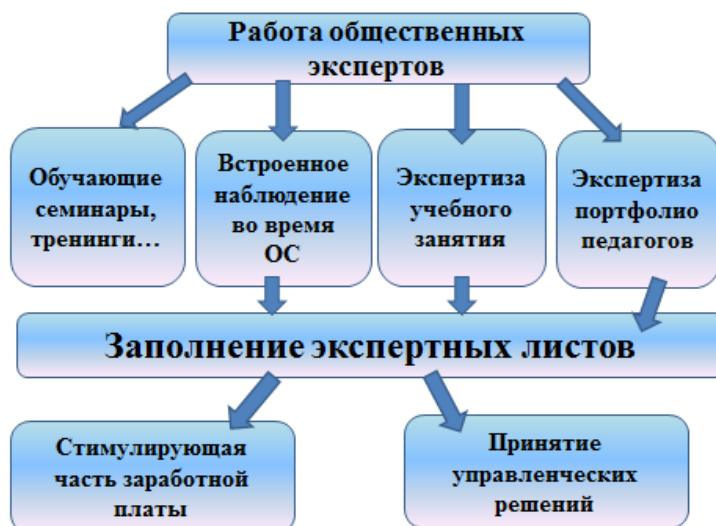 Работа общественных
экспертов
Обучающие
семинары,
тренинги…
Встроенное
наблюдение
во время
ОС
Экспертиза
учебного
занятия
Экспертиза
портфолио
педагогов
Заполнение экспертных листов
Стимулирующая
часть заработной
платы
Принятие
управленческих
решений